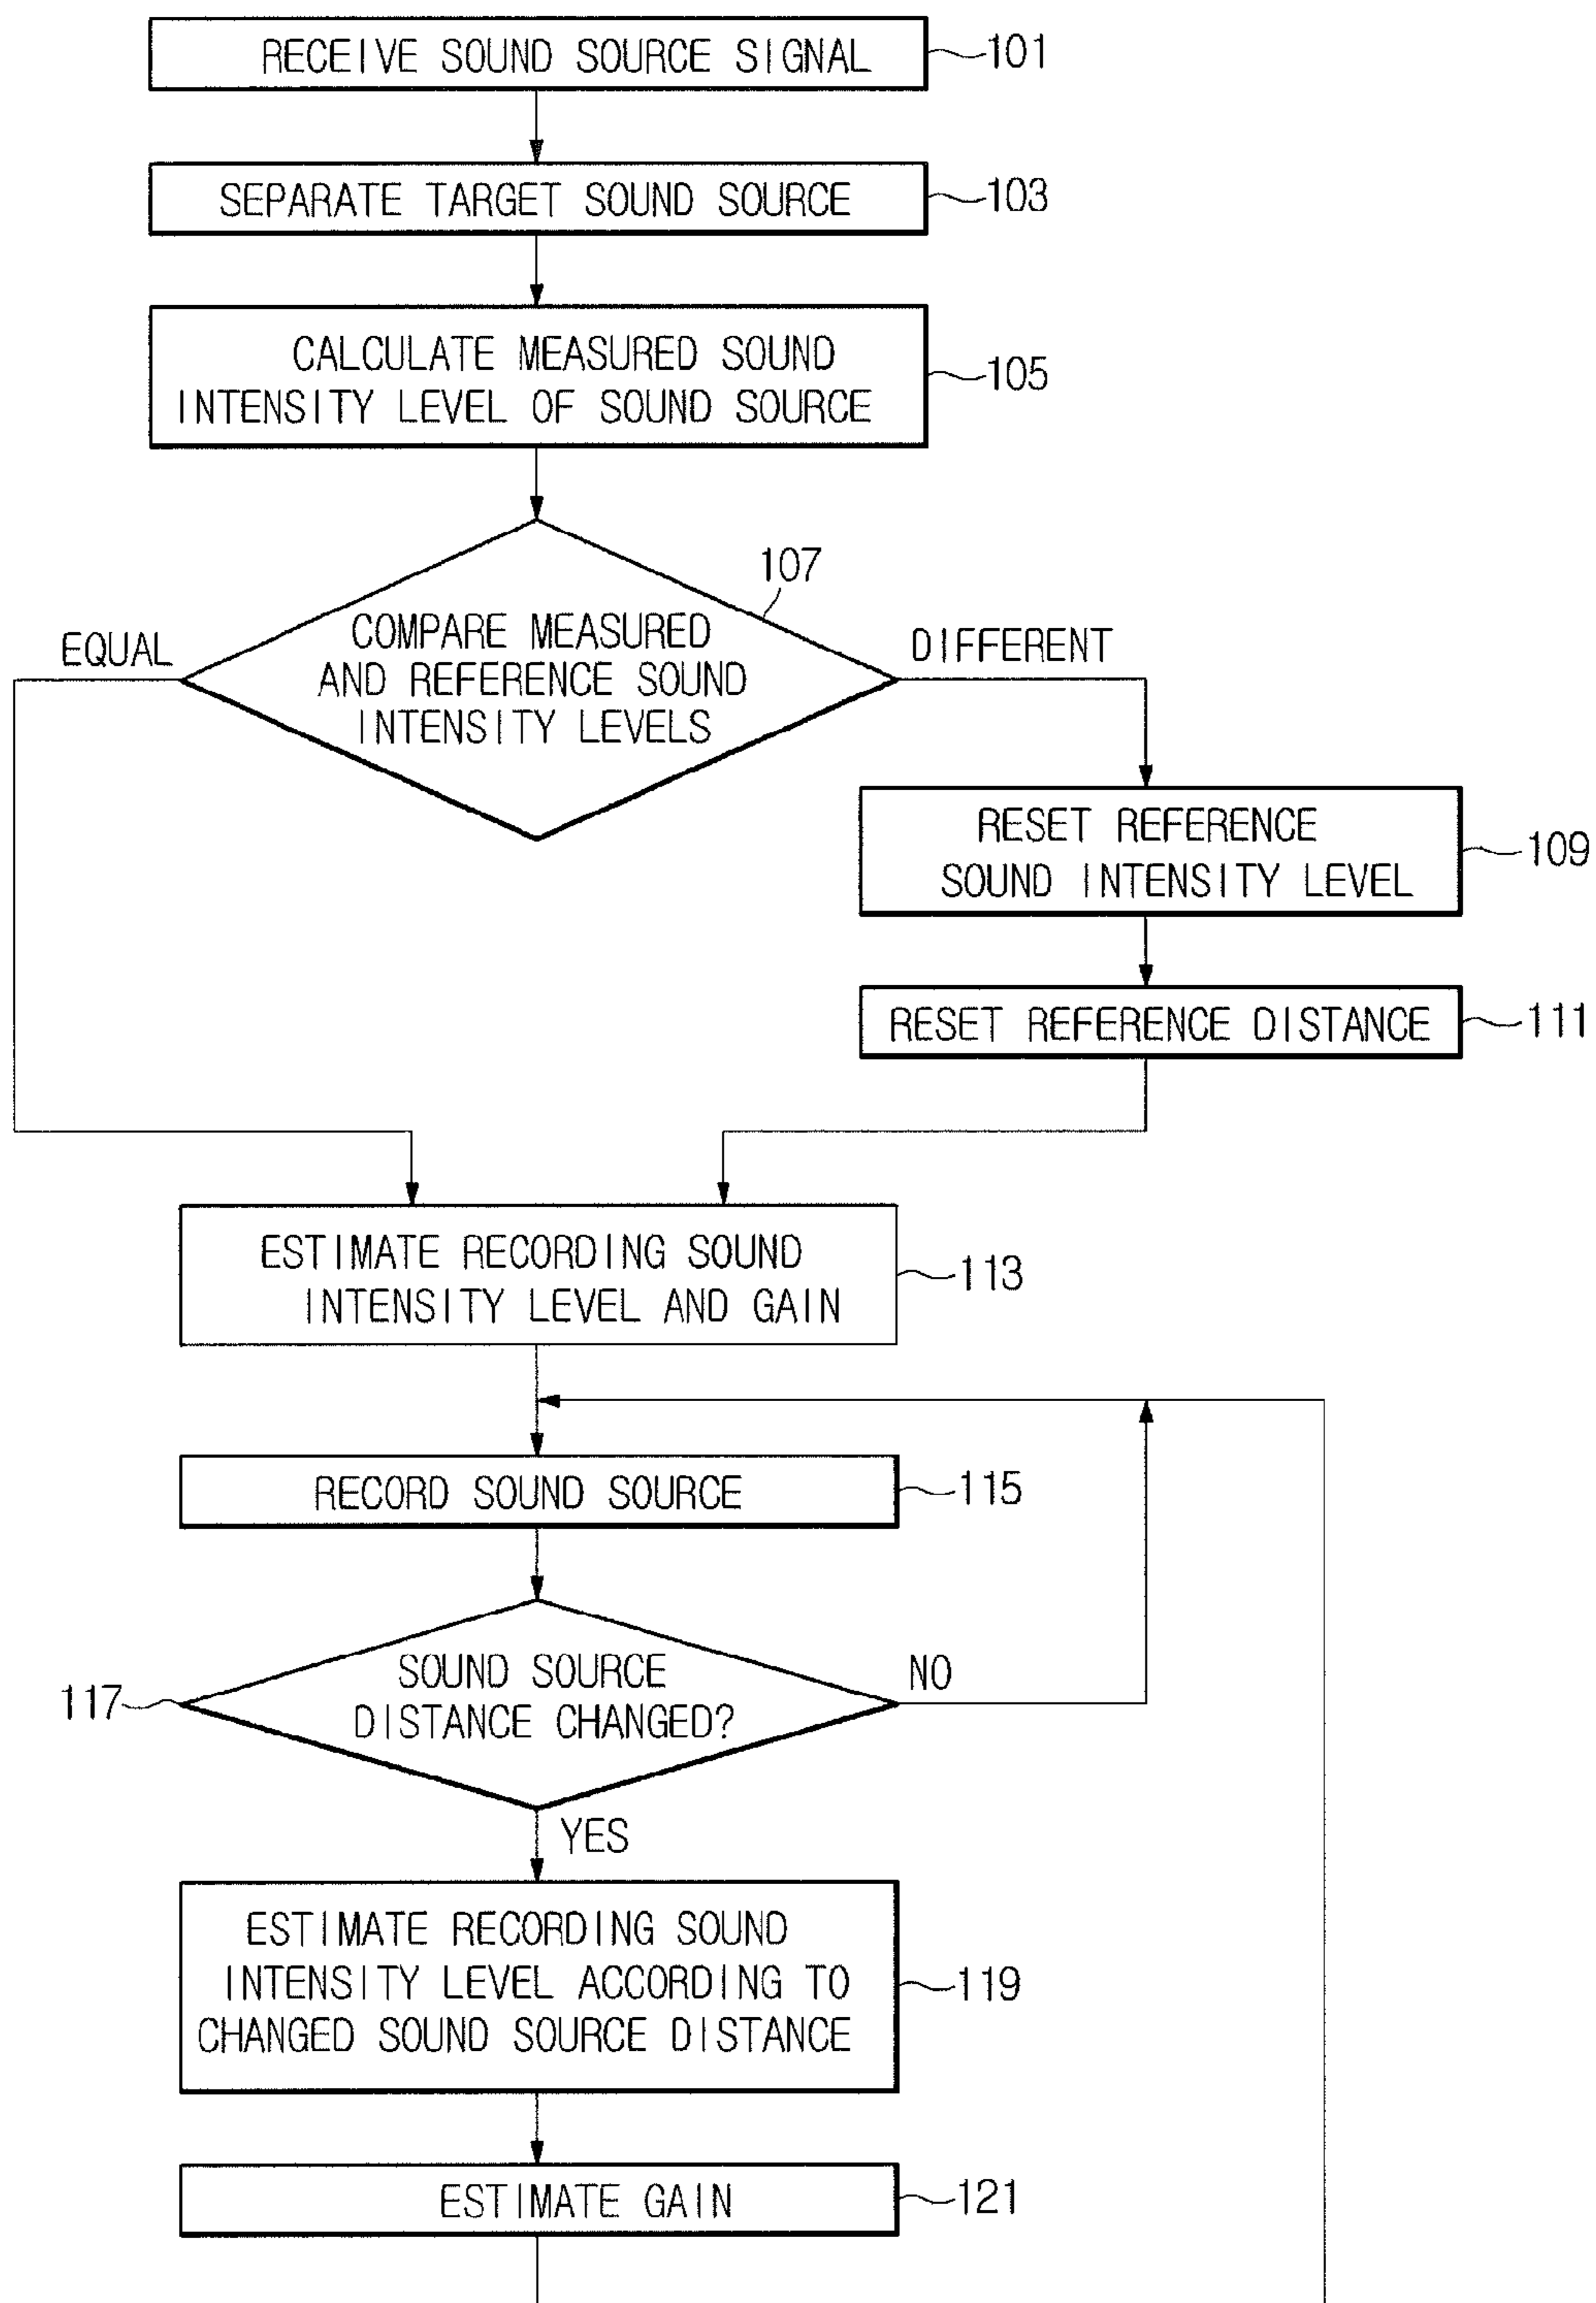 RECEIVE SOUND SOURCE SIGNAL
101
SEPARATE TARGET SOUND SOURCE
103
CALCULATE MEASURED SOUND
INTENSITY LEVEL OF SOUND SOURCE
105
107
COMPARE MEASURED
AND REFERENCE SOUND
INTENSITY LEVELS
EQUAL
DIFFERENT
RESET REFERENCE
SOUND INTENSITY LEVEL
109
RESET REFERENCE DISTANCE
111
ESTIMATE RECORDING SOUND
INTENSITY LEVEL AND GAIN
113
RECORD SOUND SOURCE
115
117
SOUND SOURCE
DISTANCE CHANGED?
NO
YES
ESTIMATE RECORDING SOUND
INTENSITY LEVEL ACCORDING TO
CHANGED SOUND SOURCE DISTANCE
119
ESTIMATE GAIN
121